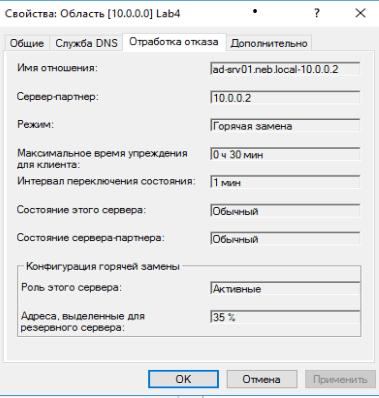 Свойства: Область [10.0.0.0] Lab4
Общие Служба DNS Отработка отказа Дополнительно
Имя отношения: ad-srv01.neb.local-10.0.0.2
Сервер-партнер: 10.0.0.2
Режим: Горячая замена
Максимальное время упреждения
для клиента: 0 ч 30 мин
Интервал переключения состояния: 1 мин
Состояние этого сервера: Обычный
Состояние сервера-партнера: Обычный
Конфигурация горячей замены
Роль этого сервера: Активные
Адреса, выделенные для
резервного сервера: 35 %
OK Отмена Применить